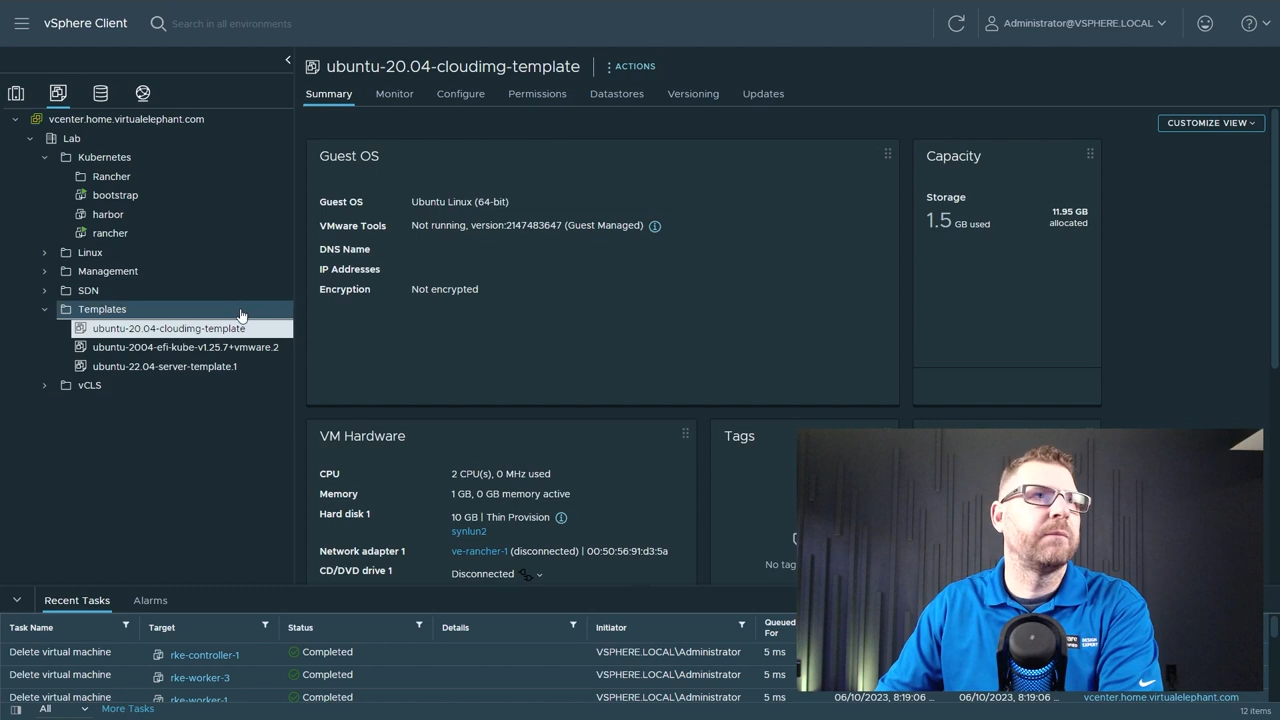 vSphere Client
Search in all environments
Administrator@VSPHERE.LOCAL
ubuntu-20.04-cloudimg-template
ACTIONS
Summary
Monitor
Configure
Permissions
Datastores
Versioning
Updates
vcenter.home.virtualelephant.com
Lab
Kubernetes
Rancher
bootstrap
harbor
rancher
Linux
Management
SDN
Templates
ubuntu-20.04-cloudimg-template
ubuntu-2004-efi-kube-v1.25.7+vmware.2
ubuntu-22.04-server-template.1
vCLS
CUSTOMIZE VIEW
Guest OS
Guest OS Ubuntu Linux (64-bit)
VMware Tools Not running, version:2147483647 (Guest Managed)
DNS Name
IP Addresses
Encryption Not encrypted
Capacity
Storage
1.5 GB used
11.95 GB
allocated
VM Hardware
CPU 2 CPU(s), 0 MHz used
Memory 1 GB, 0 GB memory active
Hard disk 1 10 GB | Thin Provision
synlun2
Network adapter 1 ve-rancher-1 (disconnected) | 00:50:56:91:d3:5a
CD/DVD drive 1 Disconnected
Tags
No tag
Recent Tasks Alarms
Task Name Target Status Details Initiator Queued For
Delete virtual machine rke-controller-1 Completed VSPHERE.LOCAL\Administrator 5 ms
Delete virtual machine rke-worker-3 Completed VSPHERE.LOCAL\Administrator 5 ms
Delete virtual machine rke-worker-1 Completed VSPHERE.LOCAL\Administrator 5 ms 06/10/2023, 8:19:06 ... 06/10/2023, 8:19:06 ... vcenter.home.virtualelephant.com
All More Tasks
12 items